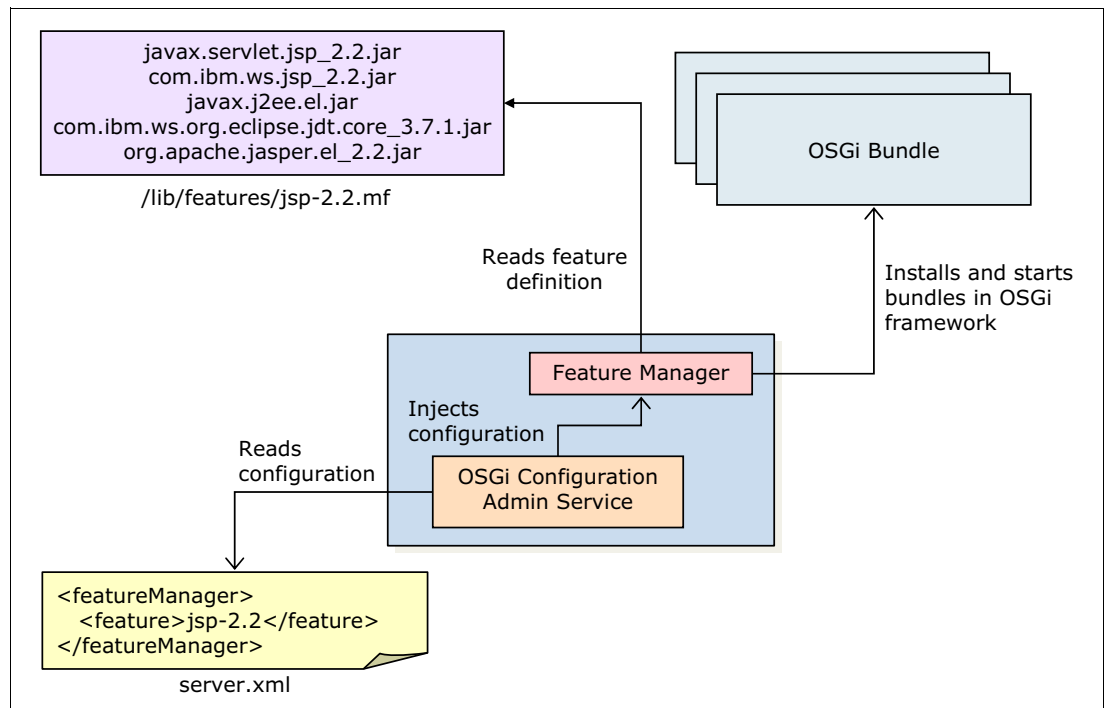 javax.servlet.jsp_2.2.jar
com.ibm.ws.jsp_2.2.jar
javax.j2ee.el.jar
com.ibm.ws.org.eclipse.jdt.core_3.7.1.jar
org.apache.jasper.el_2.2.jar
/lib/features/jsp-2.2.mf
OSGi Bundle
Reads feature
definition
Installs and starts
bundles in OSGi
framework
Feature Manager
Injects
configuration
Reads
configuration
OSGi Configuration
Admin Service
<featureManager>
<feature>jsp-2.2</feature>
</featureManager>
server.xml